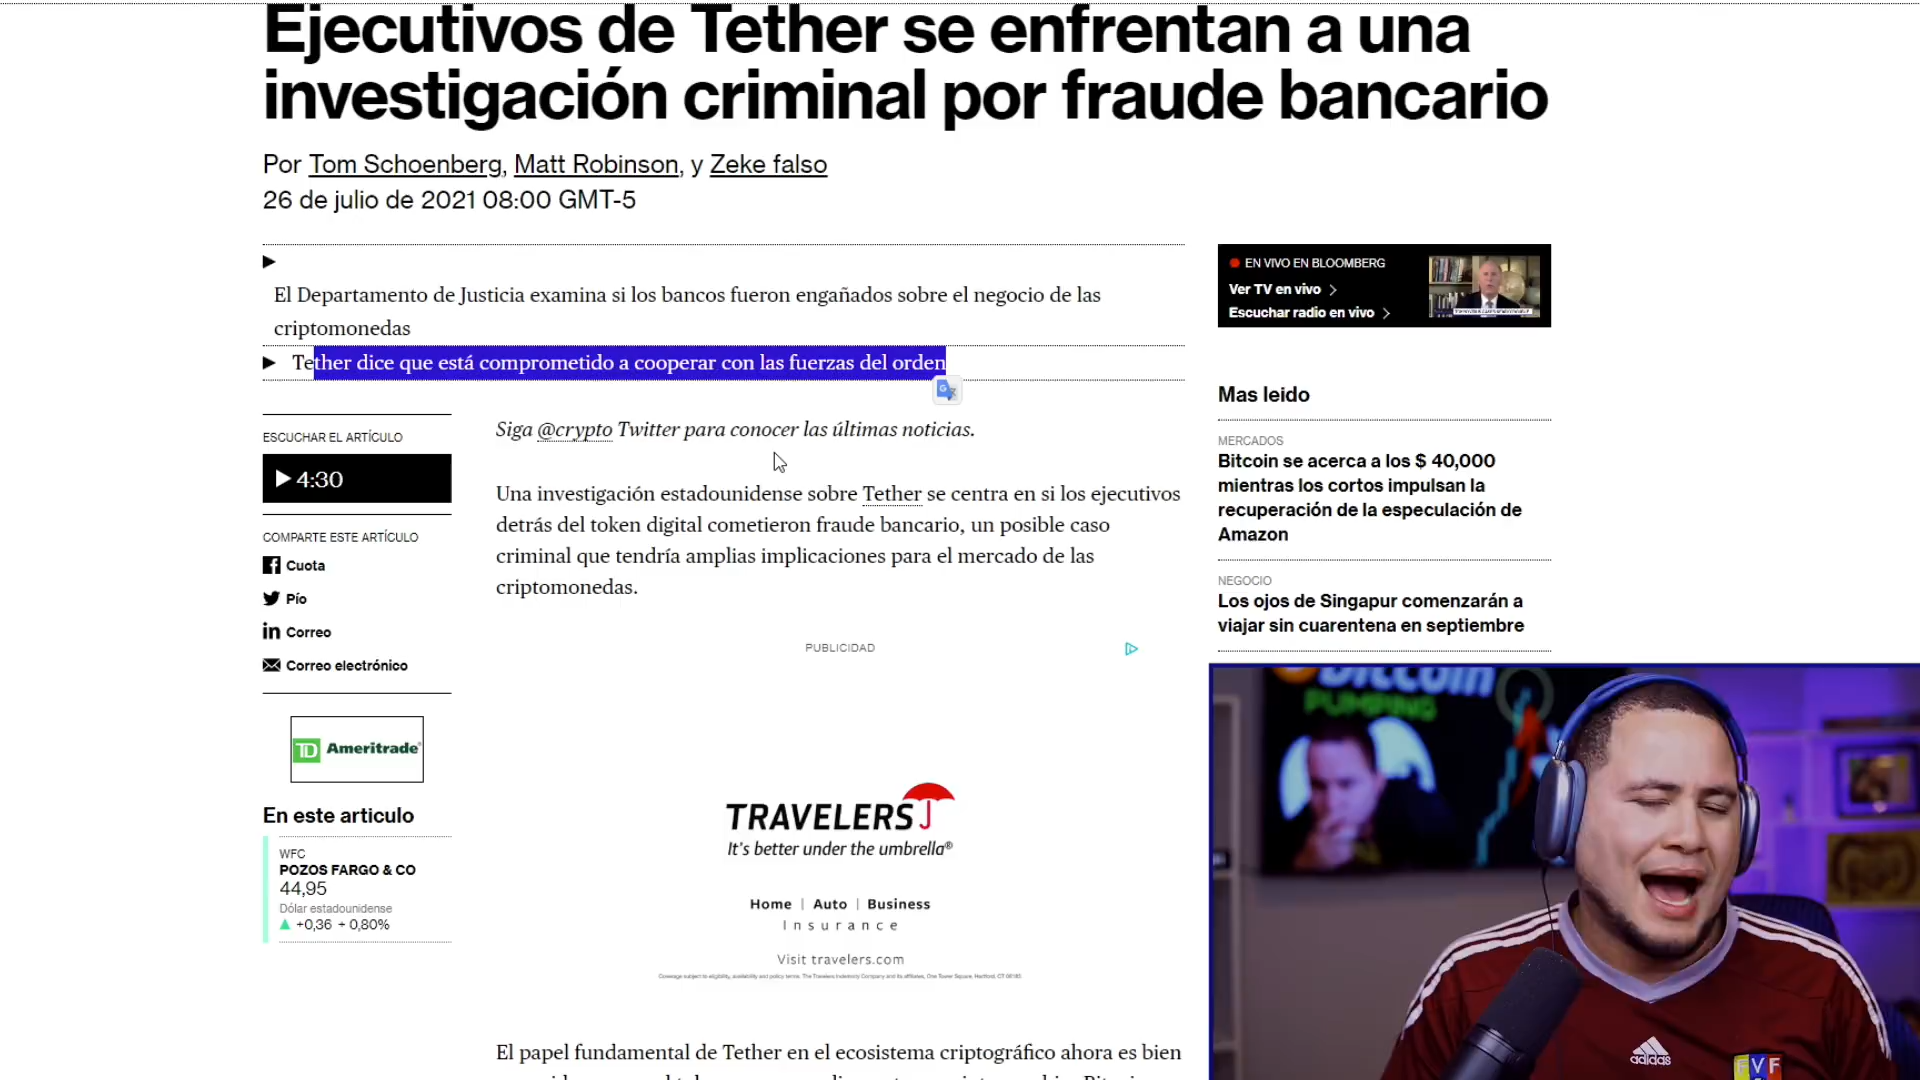 Ejecutivos de Tether se enfrentan a una
investigación criminal por fraude bancario
Por Tom Schoenberg, Matt Robinson, y Zeke falso
26 de julio de 2021 08:00 GMT-5
El Departamento de Justicia examina si los bancos fueron engañados sobre el negocio de las
criptomonedas
Tether dice que está comprometido a cooperar con las fuerzas del orden
ESCUCHAR EL ARTÍCULO
4:30
COMPARTE ESTE ARTÍCULO
Cuota
Pío
Correo
Correo electrónico
TD Ameritrade
En este articulo
WFC
POZOS FARGO & CO
44,95
Dólar estadounidense
+0,36 + 0,80%
Siga @crypto Twitter para conocer las últimas noticias.
Una investigación estadounidense sobre Tether se centra en si los ejecutivos
detrás del token digital cometieron fraude bancario, un posible caso
criminal que tendría amplias implicaciones para el mercado de las
criptomonedas.
PUBLICIDAD
TRAVELERS
It's better under the umbrella®
Home | Auto | Business
Insurance
Visit travelers.com
El papel fundamental de Tether en el ecosistema criptográfico ahora es bien
EN VIVO EN BLOOMBERG
Ver TV en vivo
Escuchar radio en vivo
Mas leido
MERCADOS
Bitcoin se acerca a los $ 40,000
mientras los cortos impulsan la
recuperación de la especulación de
Amazon
NEGOCIO
Los ojos de Singapur comenzarán a
viajar sin cuarentena en septiembre
Bitcoin
PUMPING
adidas
FVF